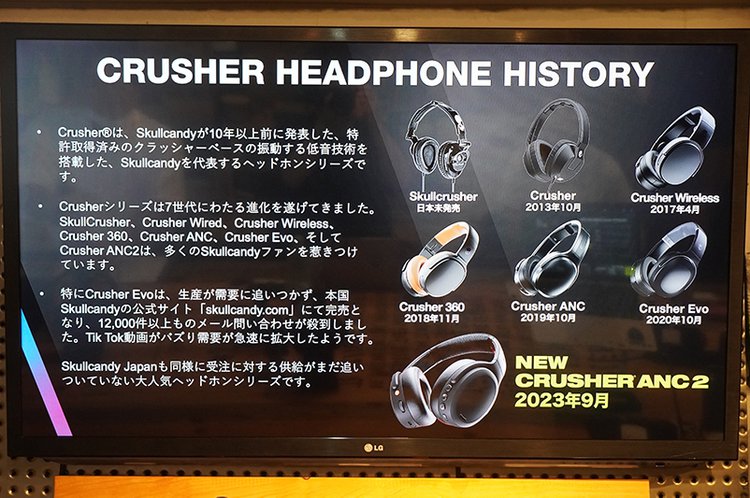 CRUSHER HEADPHONE HISTORY
• Crusher®は、Skullcandyが10年以上前に発表した、特
許取得済みのクラッシャーベースの振動する低音技術を
搭載した、Skullcandyを代表するヘッドホンシリーズで
す。
• Crusherシリーズは7世代にわたる進化を遂げてきました。
SkullCrusher、Crusher Wired、Crusher Wireless、
Crusher 360、Crusher ANC、Crusher Evo、そして
Crusher ANC2は、多くのSkullcandyファンを惹きつけ
ています。
• 特にCrusher Evoは、生産が需要に追いつかず、本国
Skullcandyの公式サイト「skullcandy.com」にて完売と
なり、12,000件以上ものメール問い合わせが殺到しまし
た。Tik Tok動画がバズり需要が急速に拡大したようです。
Skullcandy Japanも同様に受注に対する供給がまだ追い
ついていない大人気ヘッドホンシリーズです。
Skullcrusher
日本未発売
Crusher
2013年10月
Crusher Wireless
2017年4月
Crusher 360
2018年11月
Crusher ANC
2019年10月
Crusher Evo
2020年10月
NEW
CRUSHER ANC 2
2023年9月
LG